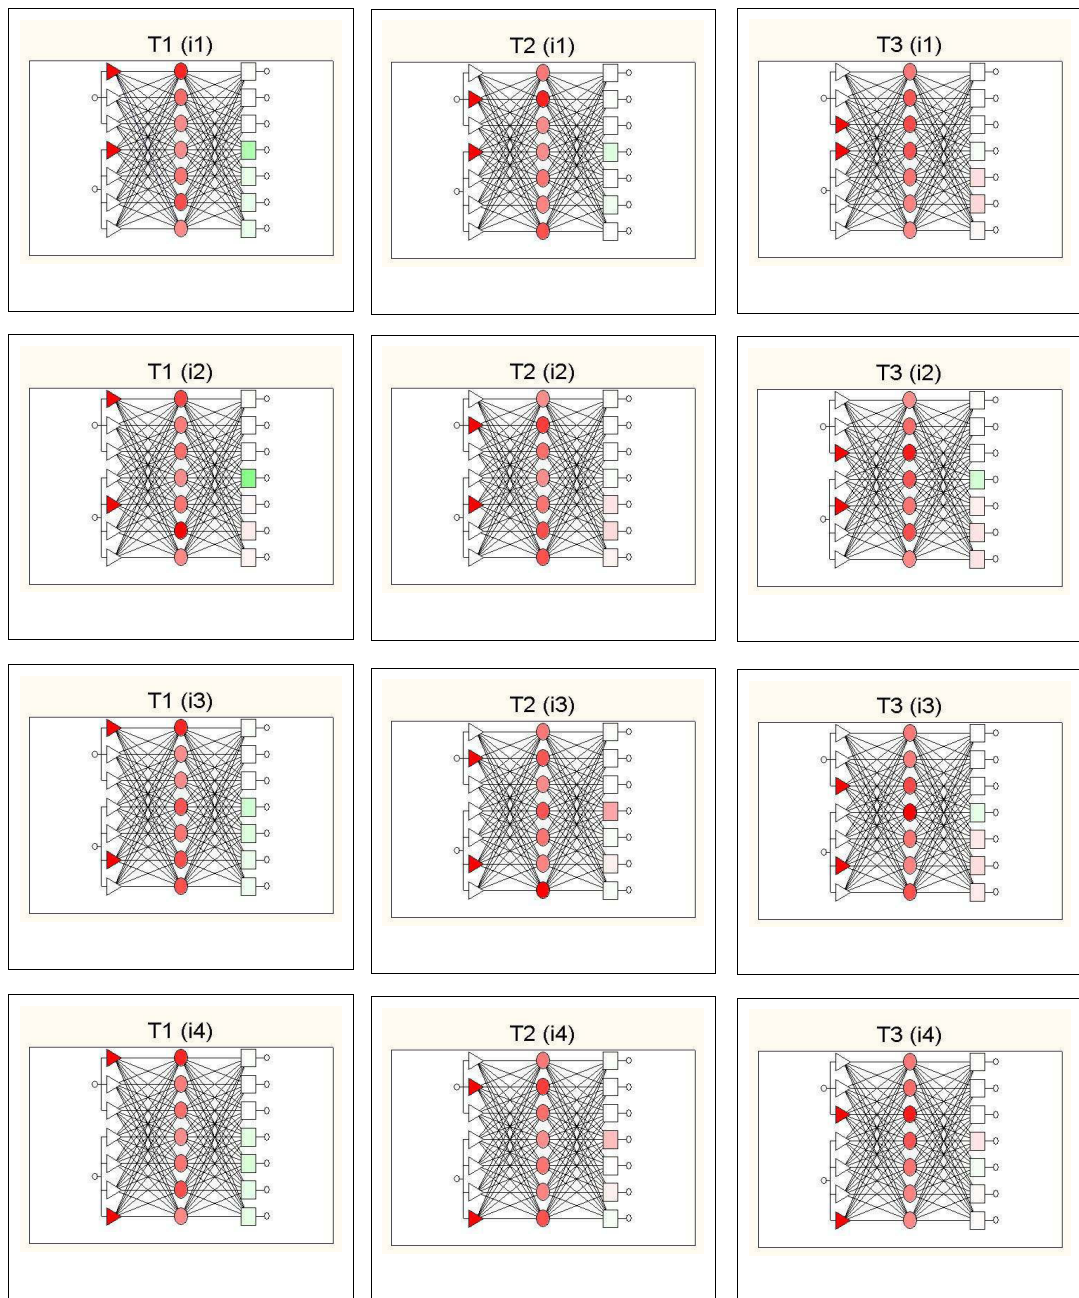 T1 (i1)
T2 (i1)
T3 (i1)
T1 (i2)
T2 (i2)
T3 (i2)
T1 (i3)
T2 (i3)
T3 (i3)
T1 (i4)
T2 (i4)
T3 (i4)